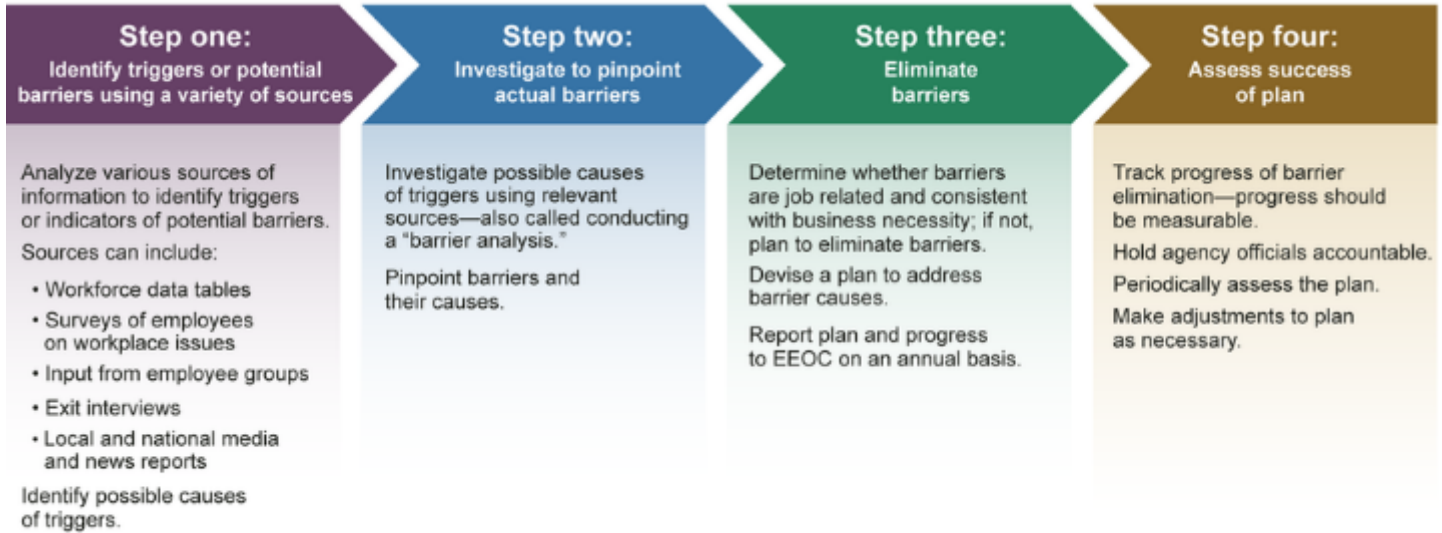 Step one:
Identify triggers or potential
barriers using a variety of sources
Analyze various sources of
information to identify triggers
or indicators of potential barriers.
Sources can include:
• Workforce data tables
• Surveys of employees
on workplace issues
• Input from employee groups
• Exit interviews
• Local and national media
and news reports
Identify possible causes
of triggers.
Step two:
Investigate to pinpoint
actual barriers
Investigate possible causes
of triggers using relevant
sources—also called conducting
a “barrier analysis.”
Pinpoint barriers and
their causes.
Step three:
Eliminate
barriers
Determine whether barriers
are job related and consistent
with business necessity; if not,
plan to eliminate barriers.
Devise a plan to address
barrier causes.
Report plan and progress
to EEOC on an annual basis.
Step four:
Assess success
of plan
Track progress of barrier
elimination—progress should
be measurable.
Hold agency officials accountable.
Periodically assess the plan.
Make adjustments to plan
as necessary.